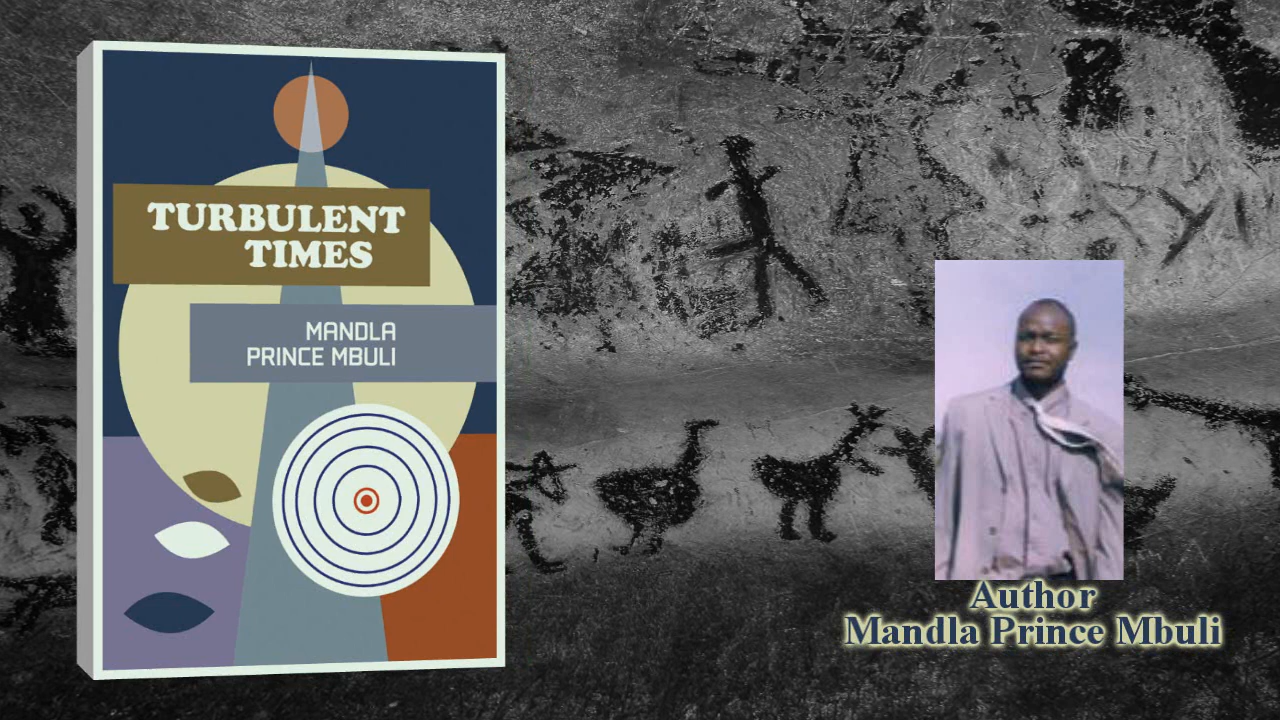 TURBULENT
TIMES
MANDLA
PRINCE MBULI
Author
Mandla Prince Mbuli